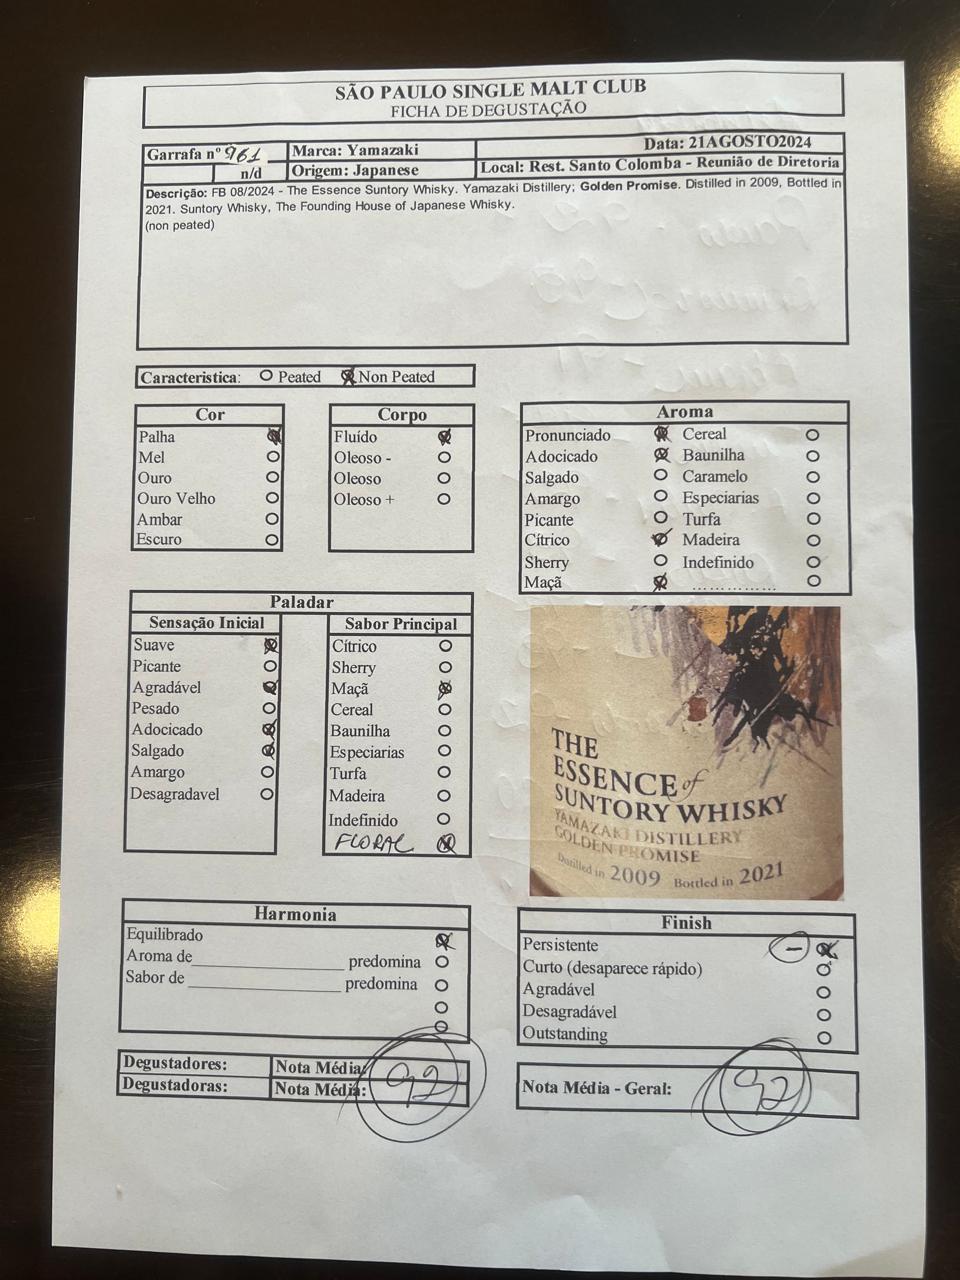 SÃO PAULO SINGLE MALT CLUB
FICHA DE DEGUSTAÇÃO
Garrafa nº 961
Marca: Yamazaki
Data: 21AGOSTO2024
n/d
Origem: Japanese
Local: Rest. Santo Colomba - Reunião de Diretoria
Descrição: FB 08/2024 - The Essence Suntory Whisky. Yamazaki Distillery; Golden Promise. Distilled in 2009, Bottled in
2021. Suntory Whisky, The Founding House of Japanese Whisky.
(non peated)
Caracteristica: Peated Non Peated
Cor
Palha
Mel
Ouro
Ouro Velho
Ambar
Escuro
Corpo
Fluído
Oleoso -
Oleoso
Oleoso +
Aroma
Pronunciado Cereal
Adocicado Baunilha
Salgado Caramelo
Amargo Especiarias
Picante Turfa
Cítrico Madeira
Sherry Indefinido
Maçã ...............
Paladar
Sensação Inicial
Suave
Picante
Agradável
Pesado
Adocicado
Salgado
Amargo
Desagradavel
Sabor Principal
Cítrico
Sherry
Maçã
Cereal
Baunilha
Especiarias
Turfa
Madeira
Indefinido
FLORAL
THE
ESSENCE of
SUNTORY WHISKY
YAMAZAKI DISTILLERY
GOLDEN PROMISE
Distilled in 2009 Bottled in 2021
Harmonia
Equilibrado
Aroma de_______________ predomina
Sabor de _______________ predomina
Finish
Persistente -
Curto (desaparece rápido)
Agradável
Desagradável
Outstanding
Degustadores: Nota Média:
Degustadoras: Nota Média: 92
Nota Média - Geral: 92